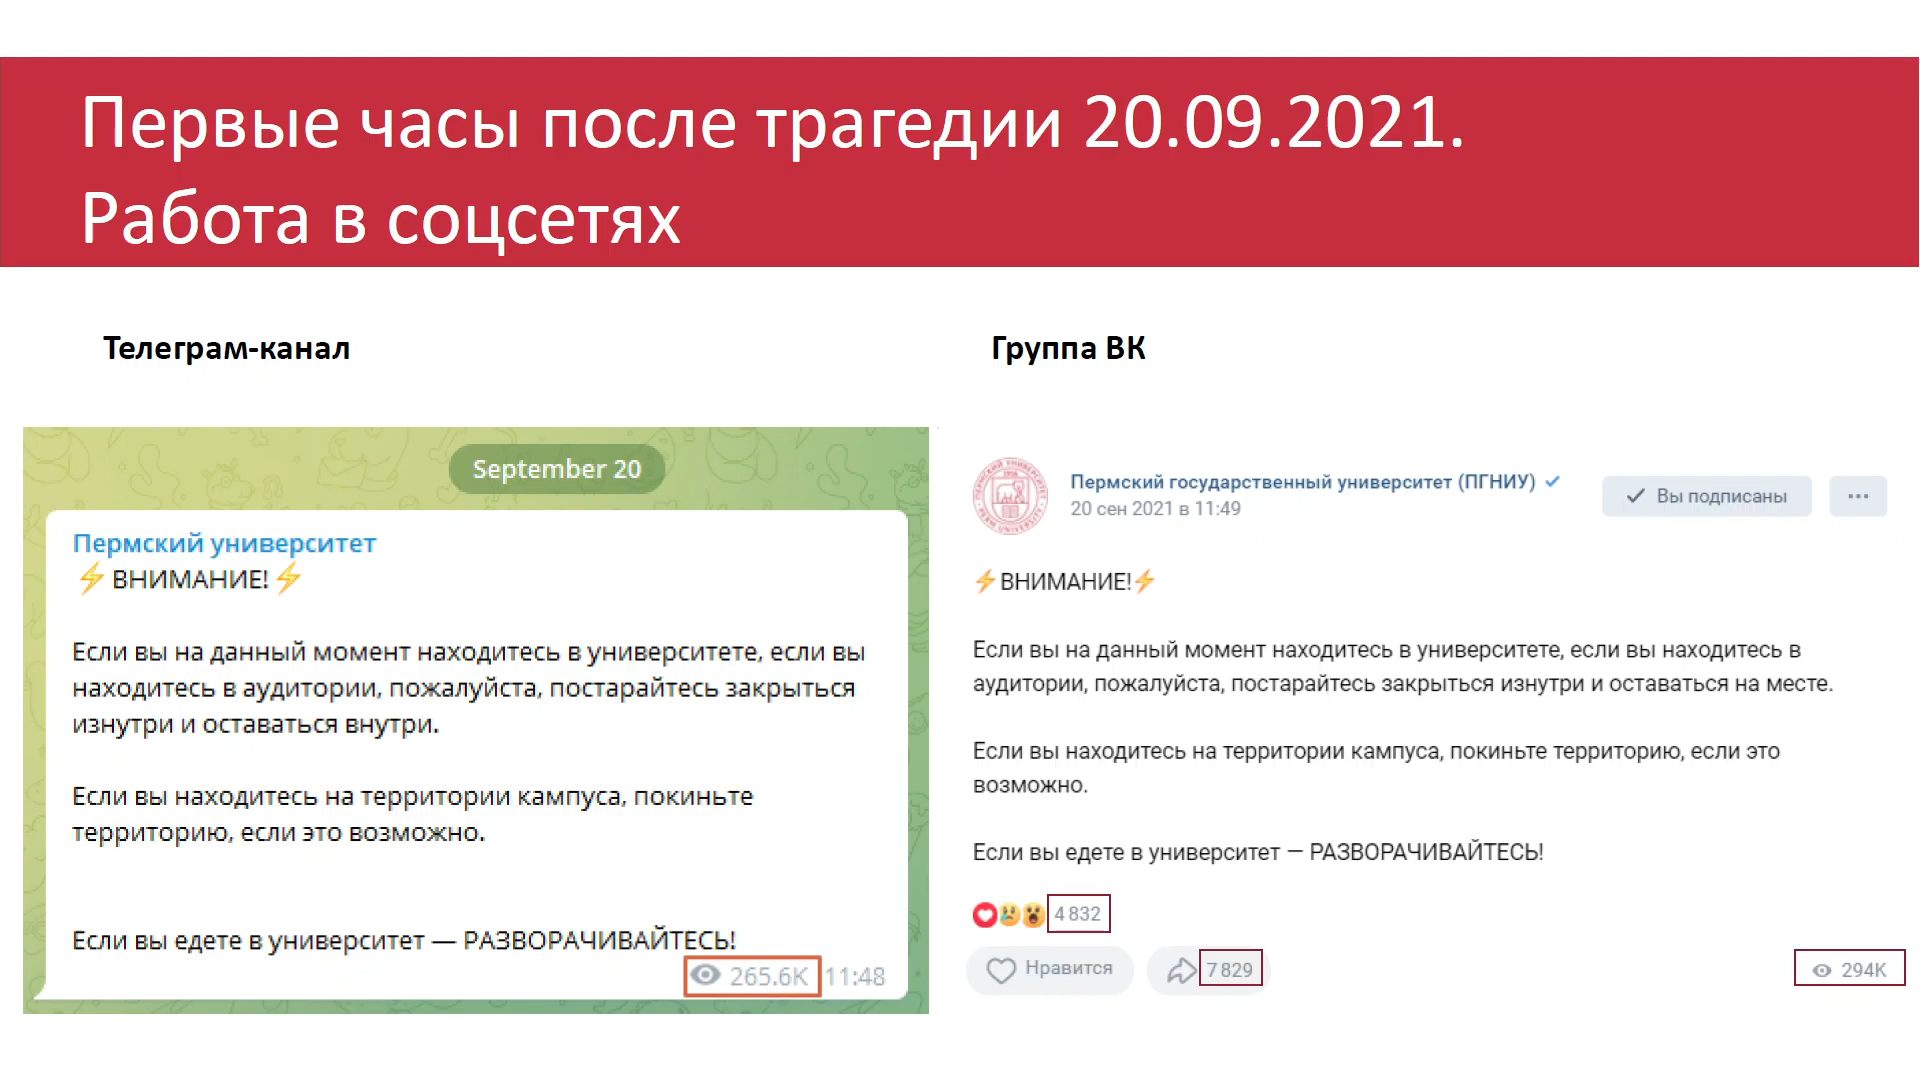 Первые часы после трагедии 20.09.2021.
Работа в соцсетях
Телеграм-канал
September 20
Пермский университет
⚡ВНИМАНИЕ!⚡
Если вы на данный момент находитесь в университете, если вы
находитесь в аудитории, пожалуйста, постарайтесь закрыться
изнутри и оставаться внутри.
Если вы находитесь на территории кампуса, покиньте
территорию, если это возможно.
Если вы едете в университет — РАЗВОРАЧИВАЙТЕСЬ!
265.6K 11:48
Группа ВК
Пермский государственный университет (ПГНИУ)
20 сен 2021 в 11:49
Вы подписаны
⚡ВНИМАНИЕ!⚡
Если вы на данный момент находитесь в университете, если вы находитесь в
аудитории, пожалуйста, постарайтесь закрыться изнутри и оставаться на месте.
Если вы находитесь на территории кампуса, покиньте территорию, если это
возможно.
Если вы едете в университет — РАЗВОРАЧИВАЙТЕСЬ!
4 832
Нравится 7 829 294K